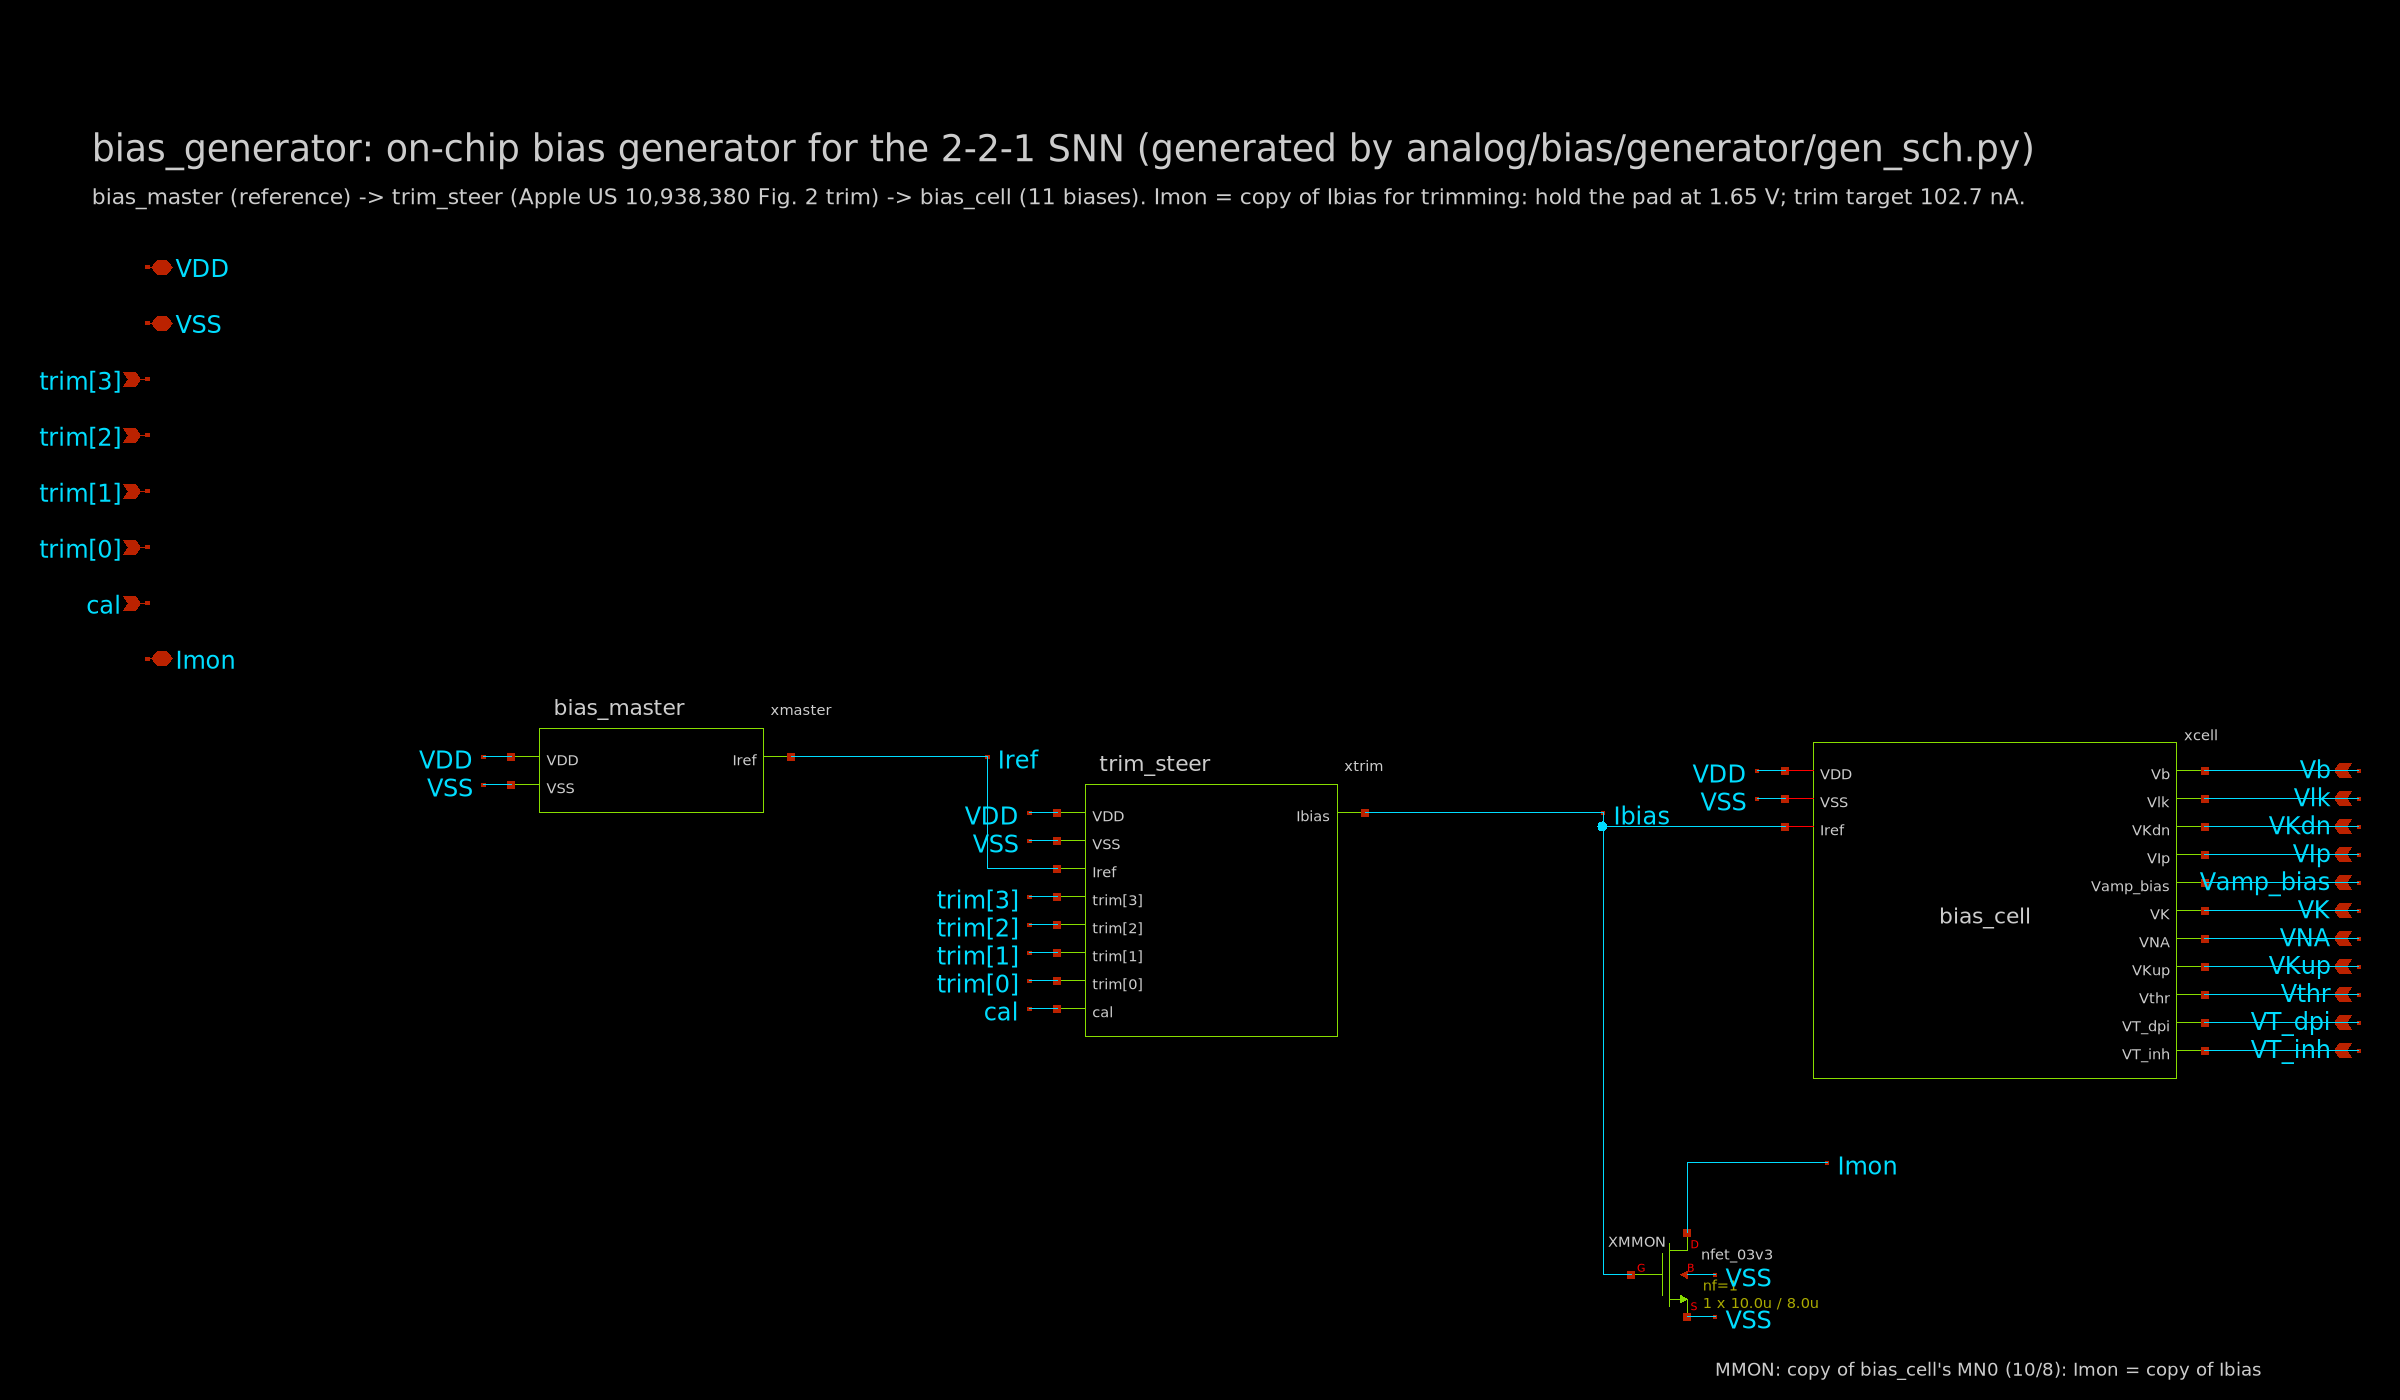 bias_generator: on-chip bias generator for the 2-2-1 SNN (generated by analog/bias/generator/gen_sch.py)
bias_master (reference) -> trim_steer (Apple US 10,938,380 Fig. 2 trim) -> bias_cell (11 biases). Imon = copy of Ibias for trimming: hold the pad at 1.65 V; trim target 102.7 nA.
VDD
VSS
trim[3]
trim[2]
trim[1]
trim[0]
cal
Imon
bias_master
xmaster
VDD
VSS
VDD
VSS
Iref
Iref
trim_steer
xtrim
VDD
VSS
trim[3]
trim[2]
trim[1]
trim[0]
cal
VDD
VSS
Iref
trim[3]
trim[2]
trim[1]
trim[0]
cal
Ibias
Ibias
xcell
VDD
VSS
VDD
VSS
Iref
bias_cell
Vb
Vlk
VKdn
VIp
Vamp_bias
VK
VNA
VKup
Vthr
VT_dpi
VT_inh
Vb
Vlk
VKdn
VIp
Vamp_bias
VK
VNA
VKup
Vthr
VT_dpi
VT_inh
Imon
XMMON
D
nfet_03v3
G
B
VSS
nf=1
S
1 x 10.0u / 8.0u
VSS
MMON: copy of bias_cell's MN0 (10/8): Imon = copy of Ibias